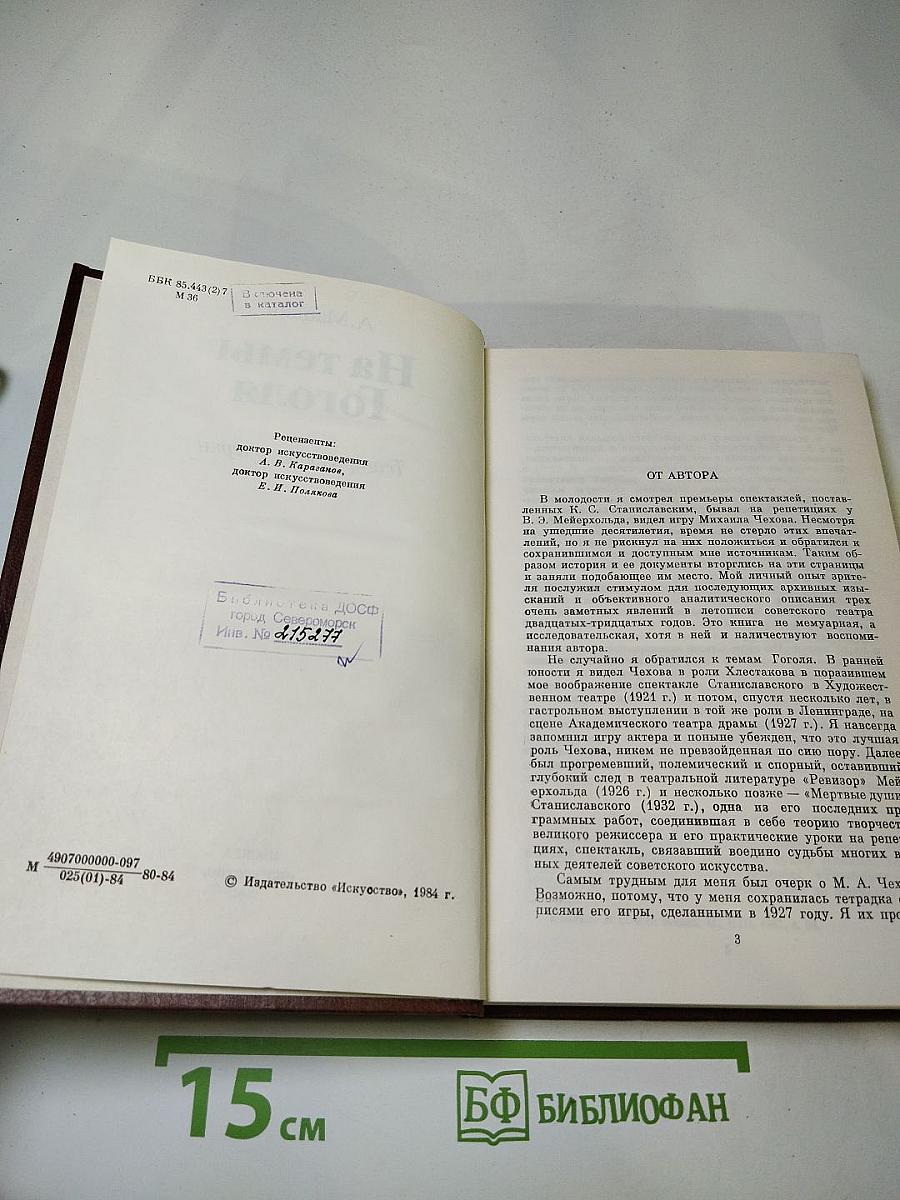 ББК 85.443(2)7
М 36
Включена
в каталог
На темы
Гоголя
Рецензенты:
доктор искусствоведения
А. В. Караганов,
доктор искусствоведения
Е. И. Полякова
Библиотека ДОСФ
город Североморск
Инв. № 215277
М 4907000000-097 80-84
025(01)-84
© Издательство «Искусство», 1984 г.
ОТ АВТОРА
В молодости я смотрел премьеры спектаклей, постав-
ленных К. С. Станиславским, бывал на репетициях у
В. Э. Мейерхольда, видел игру Михаила Чехова. Несмотря
на ушедшие десятилетия, время не стерло этих впечат-
лений, но я не рискнул на них положиться и обратился к
сохранившимся и доступным мне источникам. Таким об-
разом история и ее документы вторглись на эти страницы
и заняли подобающее им место. Мой личный опыт зрите-
ля послужил стимулом для последующих архивных изы-
сканий и объективного аналитического описания трех
очень заметных явлений в летописи советского театра
двадцатых-тридцатых годов. Это книга не мемуарная, а
исследовательская, хотя в ней и наличествуют воспоми-
нания автора.
Не случайно я обратился к темам Гоголя. В ранней
юности я видел Чехова в роли Хлестакова в поразившем
мое воображение спектакле Станиславского в Художест-
венном театре (1921 г.) и потом, спустя несколько лет, в
гастрольном выступлении в той же роли в Ленинграде, на
сцене Академического театра драмы (1927 г.). Я навсегда
запомнил игру актера и поныне убежден, что это лучшая
роль Чехова, никем не превзойденная по сию пору. Далее
был прогремевший, полемический и спорный, оставивший
глубокий след в театральной литературе «Ревизор» Мей
ерхольда (1926 г.) и несколько позже — «Мертвые души
Станиславского (1932 г.), одна из его последних пр
граммных работ, соединившая в себе теорию творчест
великого режиссера и его практические уроки на репет
циях, спектакль, связавший воедино судьбы многих в
ных деятелей советского искусства.
Самым трудным для меня был очерк о М. А. Чех
Возможно, потому, что у меня сохранилась тетрадка
писями его игры, сделанными в 1927 году. Я их про
3
15 см
БФ БИБЛИОФАН